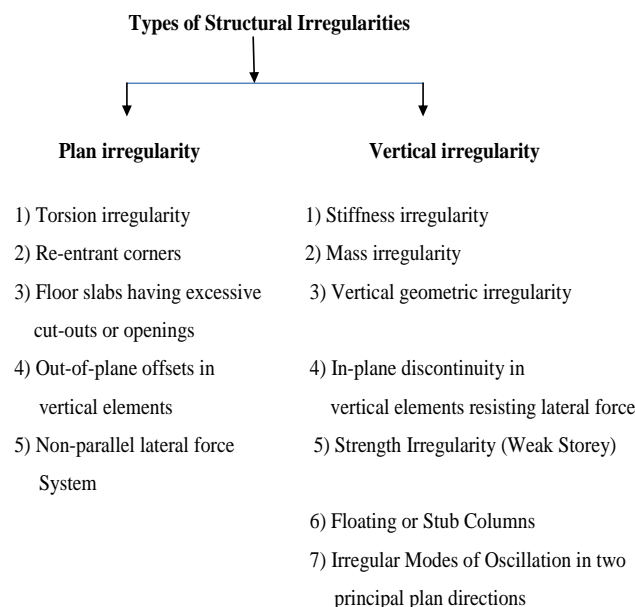 Types of Structural Irregularities
Plan irregularity
1) Torsion irregularity
2) Re-entrant corners
3) Floor slabs having excessive
cut-outs or openings
4) Out-of-plane offsets in
vertical elements
5) Non-parallel lateral force
System
Vertical irregularity
1) Stiffness irregularity
2) Mass irregularity
3) Vertical geometric irregularity
4) In-plane discontinuity in
vertical elements resisting lateral force
5) Strength Irregularity (Weak Storey)
6) Floating or Stub Columns
7) Irregular Modes of Oscillation in two
principal plan directions